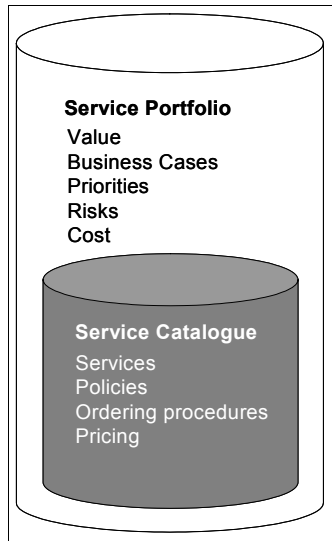 Service Portfolio
Value
Business Cases
Priorities
Risks
Cost
Service Catalogue
Services
Policies
Ordering procedures
Pricing